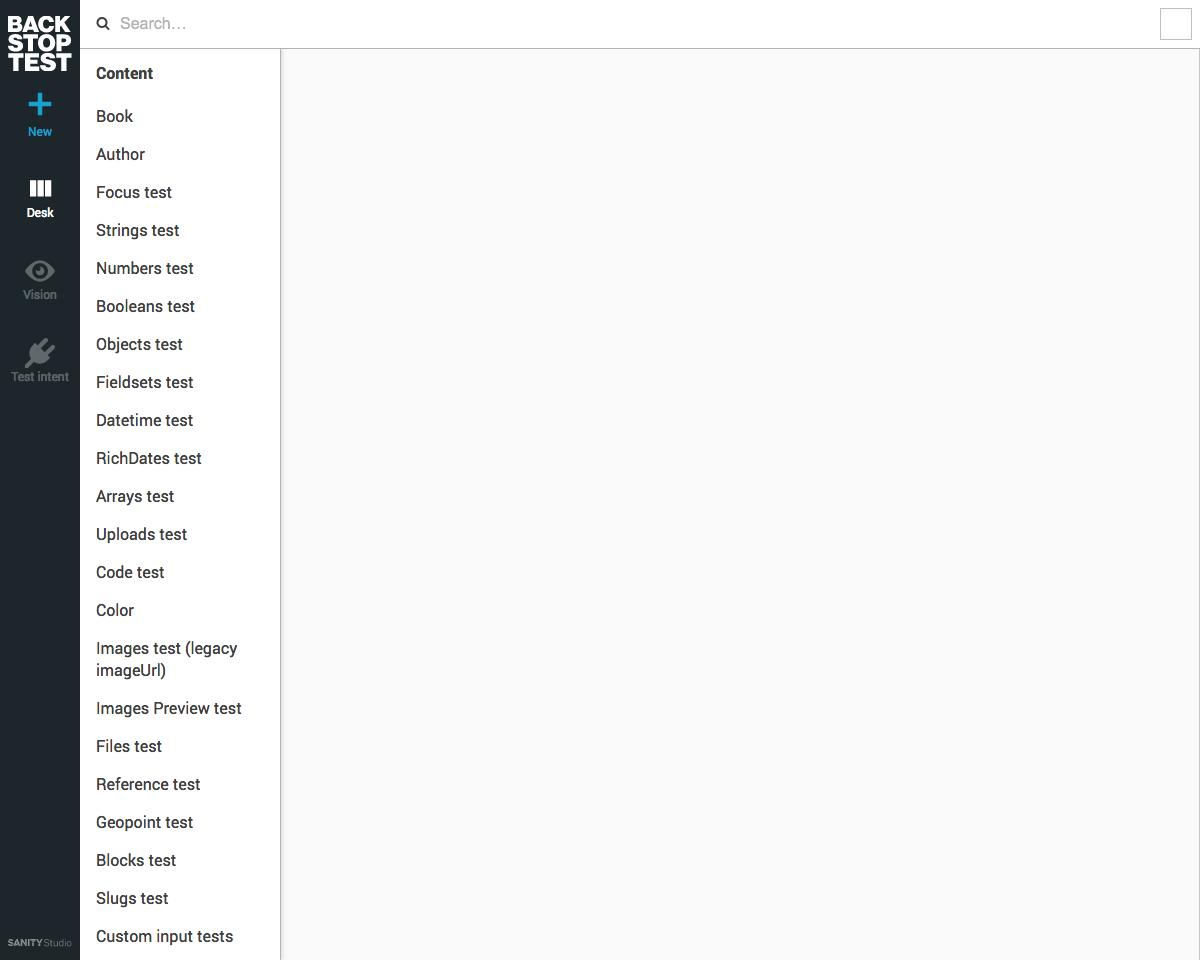 BACK
STOP
TEST
New
Desk
Vision
Test intent
SANITY Studio
Search...
Content
Book
Author
Focus test
Strings test
Numbers test
Booleans test
Objects test
Fieldsets test
Datetime test
RichDates test
Arrays test
Uploads test
Code test
Color
Images test (legacy
imageUrl)
Images Preview test
Files test
Reference test
Geopoint test
Blocks test
Slugs test
Custom input tests